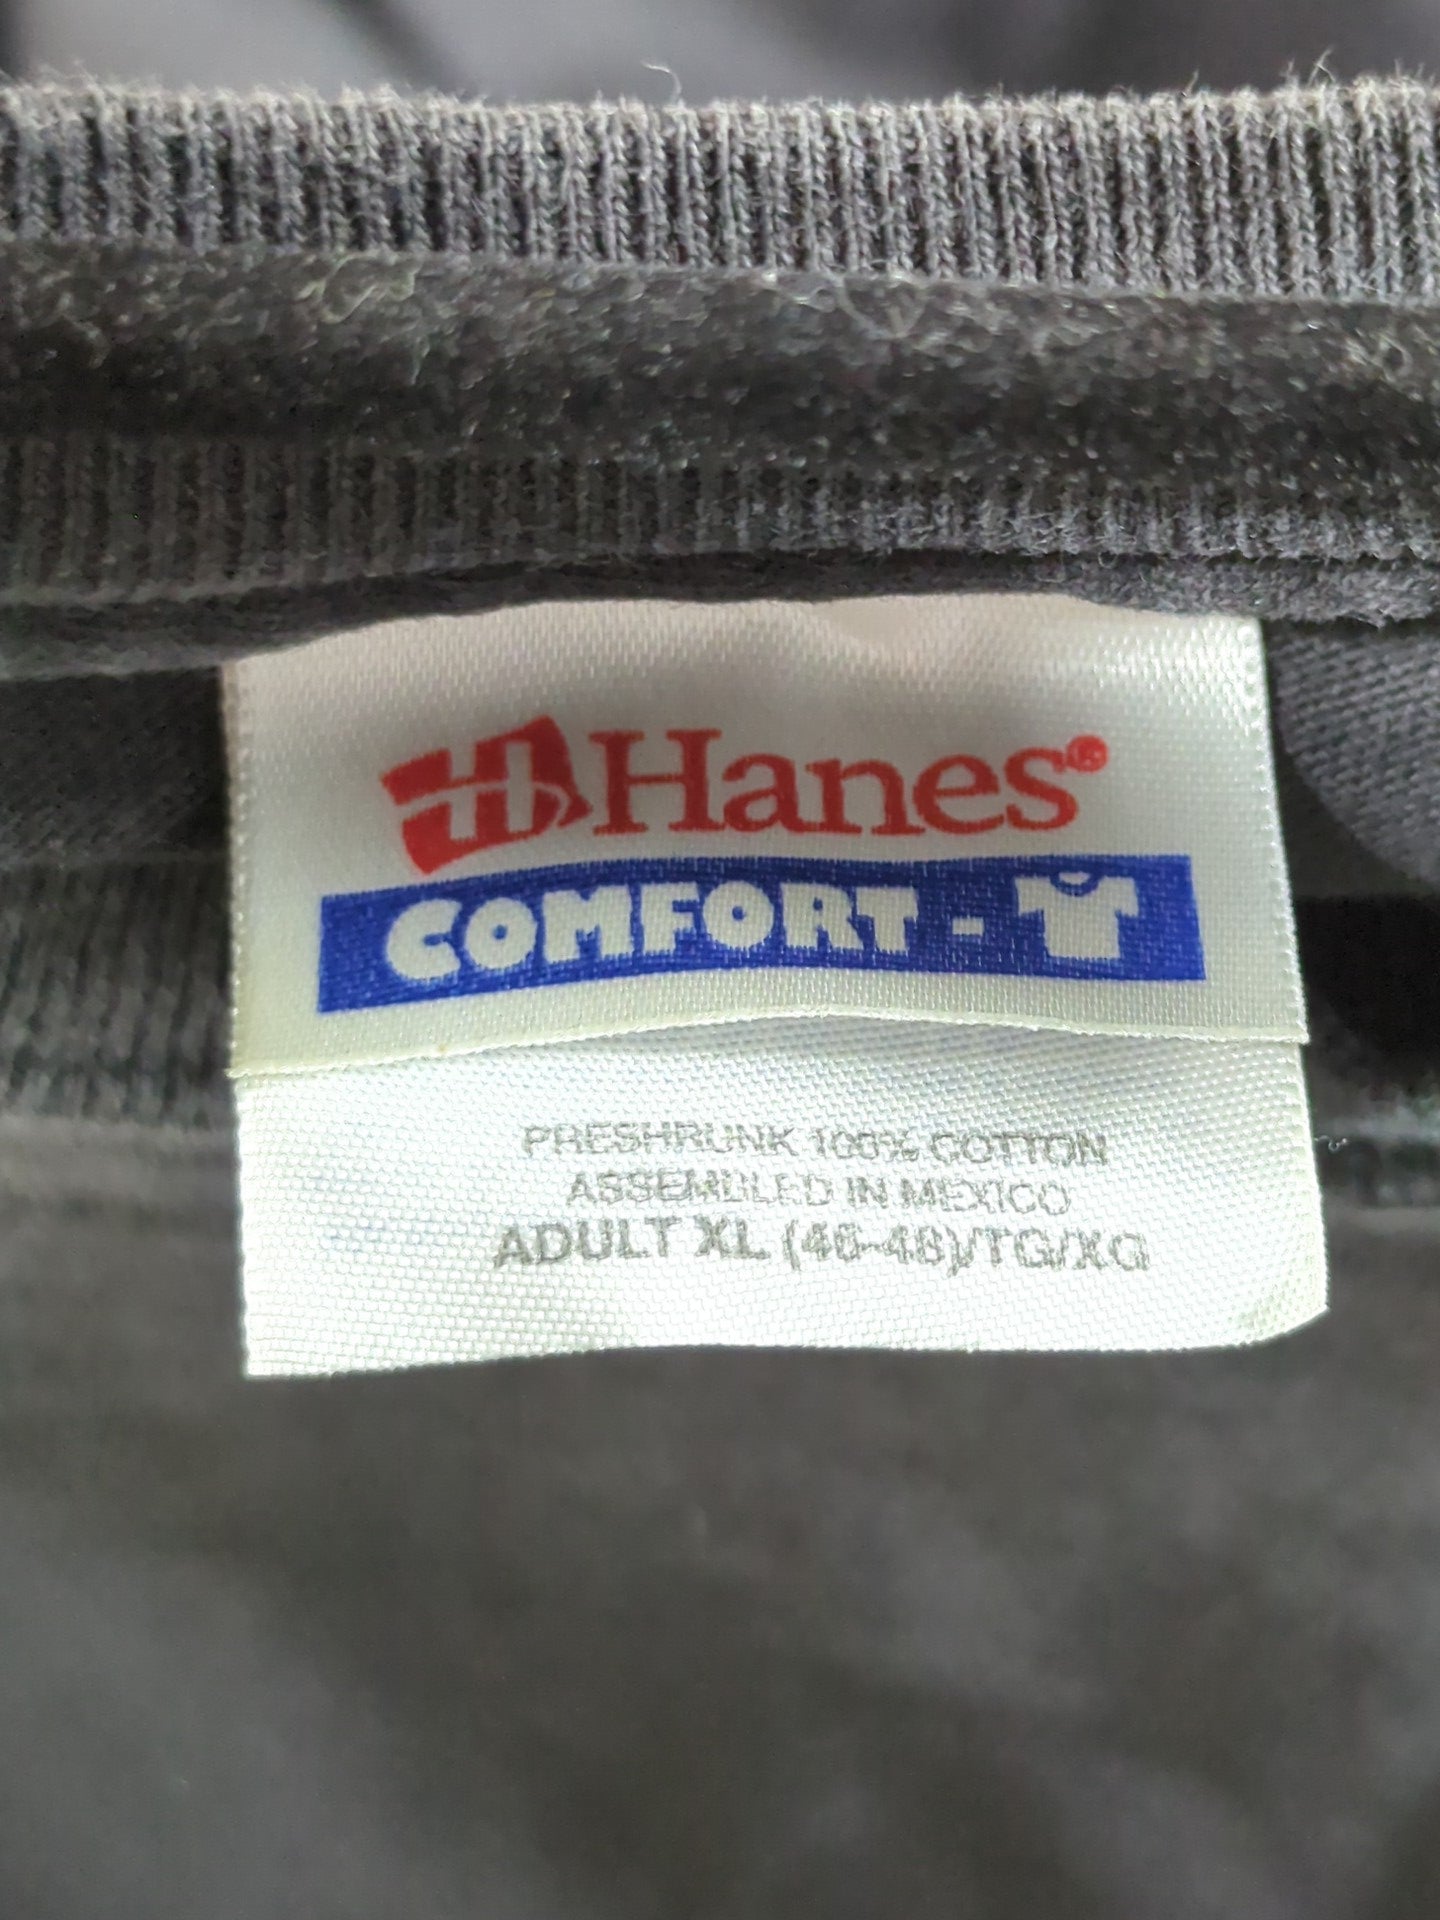 H Hanes®
COMFORT-
PRESHRUNK 100% COTTON
ASSEMBLED IN MEXICO
ADULT XL (46-48)/TG/XG